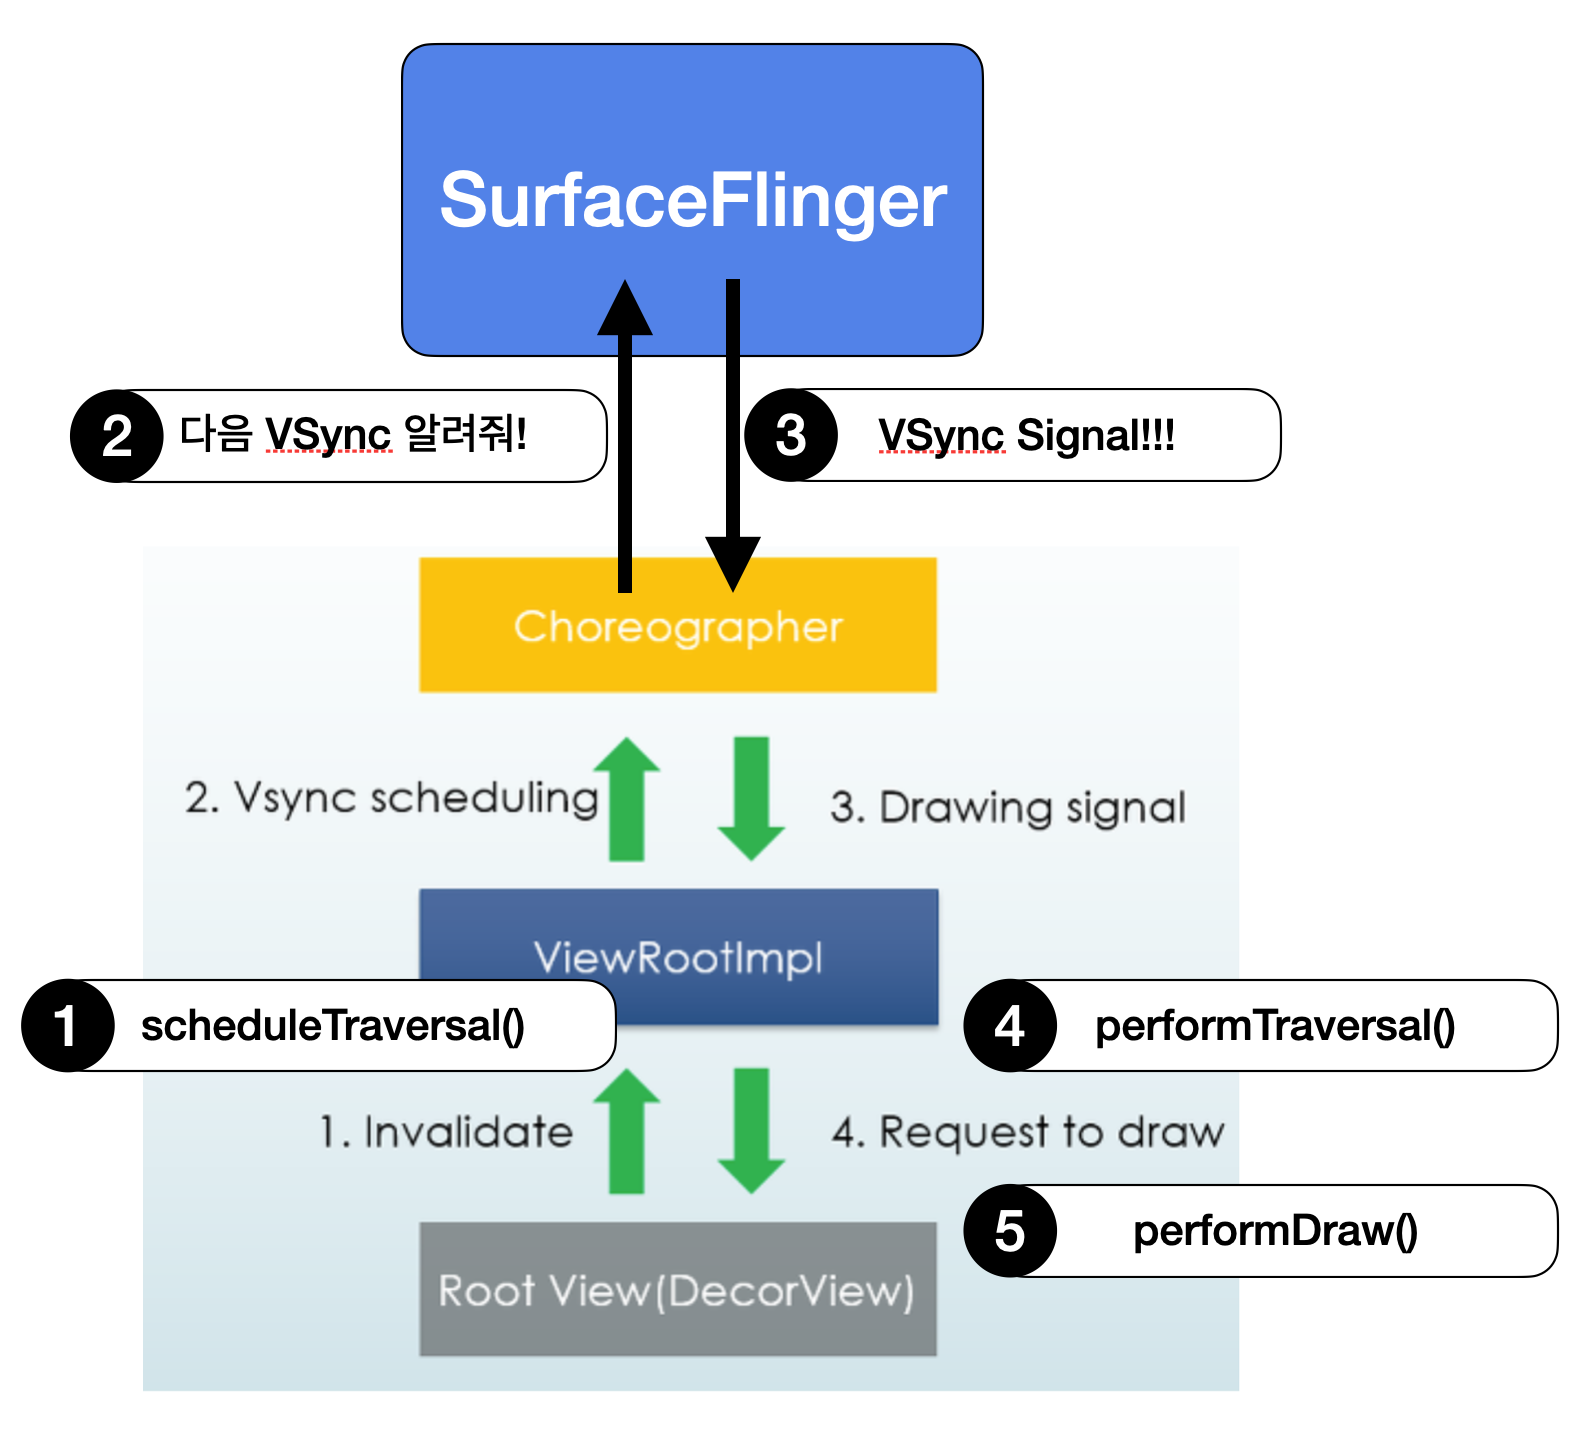 SurfaceFlinger
2 다음 VSync 알려줘!
3 VSync Signal!!!
Choreographer
2. Vsync scheduling
3. Drawing signal
ViewRootImpl
1 scheduleTraversal()
4 performTraversal()
1. Invalidate
4. Request to draw
5 performDraw()
Root View(DecorView)